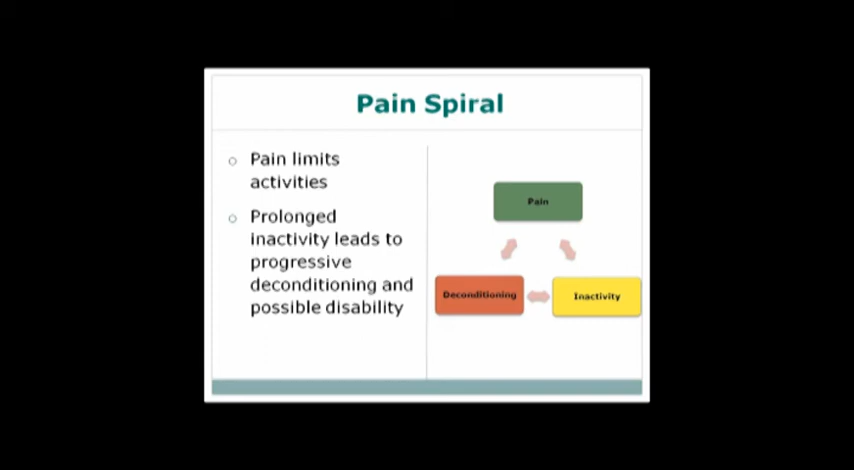 Pain Spiral
Pain limits
activities
Prolonged
inactivity leads to
progressive
deconditioning and
possible disability
Pain
Deconditioning
Inactivity